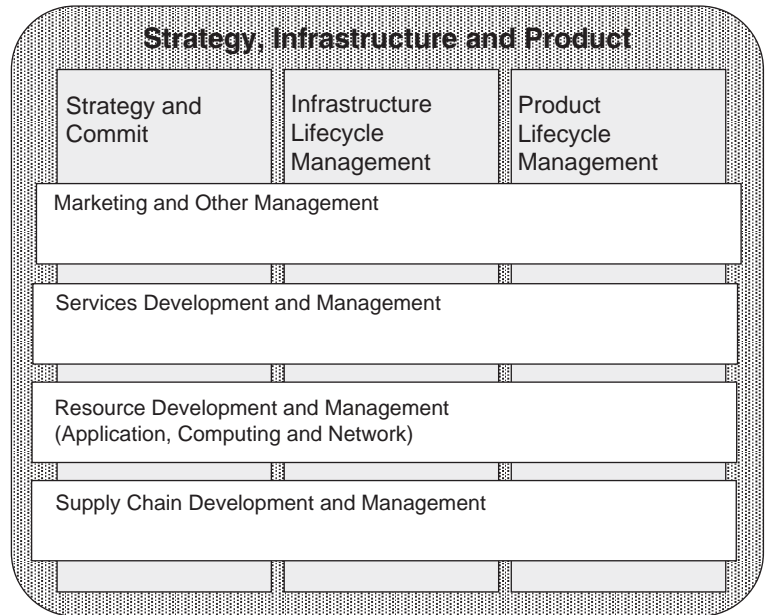 Strategy, Infrastructure and Product
Strategy and
Commit
Infrastructure
Lifecycle
Management
Product
Lifecycle
Management
Marketing and Other Management
Services Development and Management
Resource Development and Management
(Application, Computing and Network)
Supply Chain Development and Management